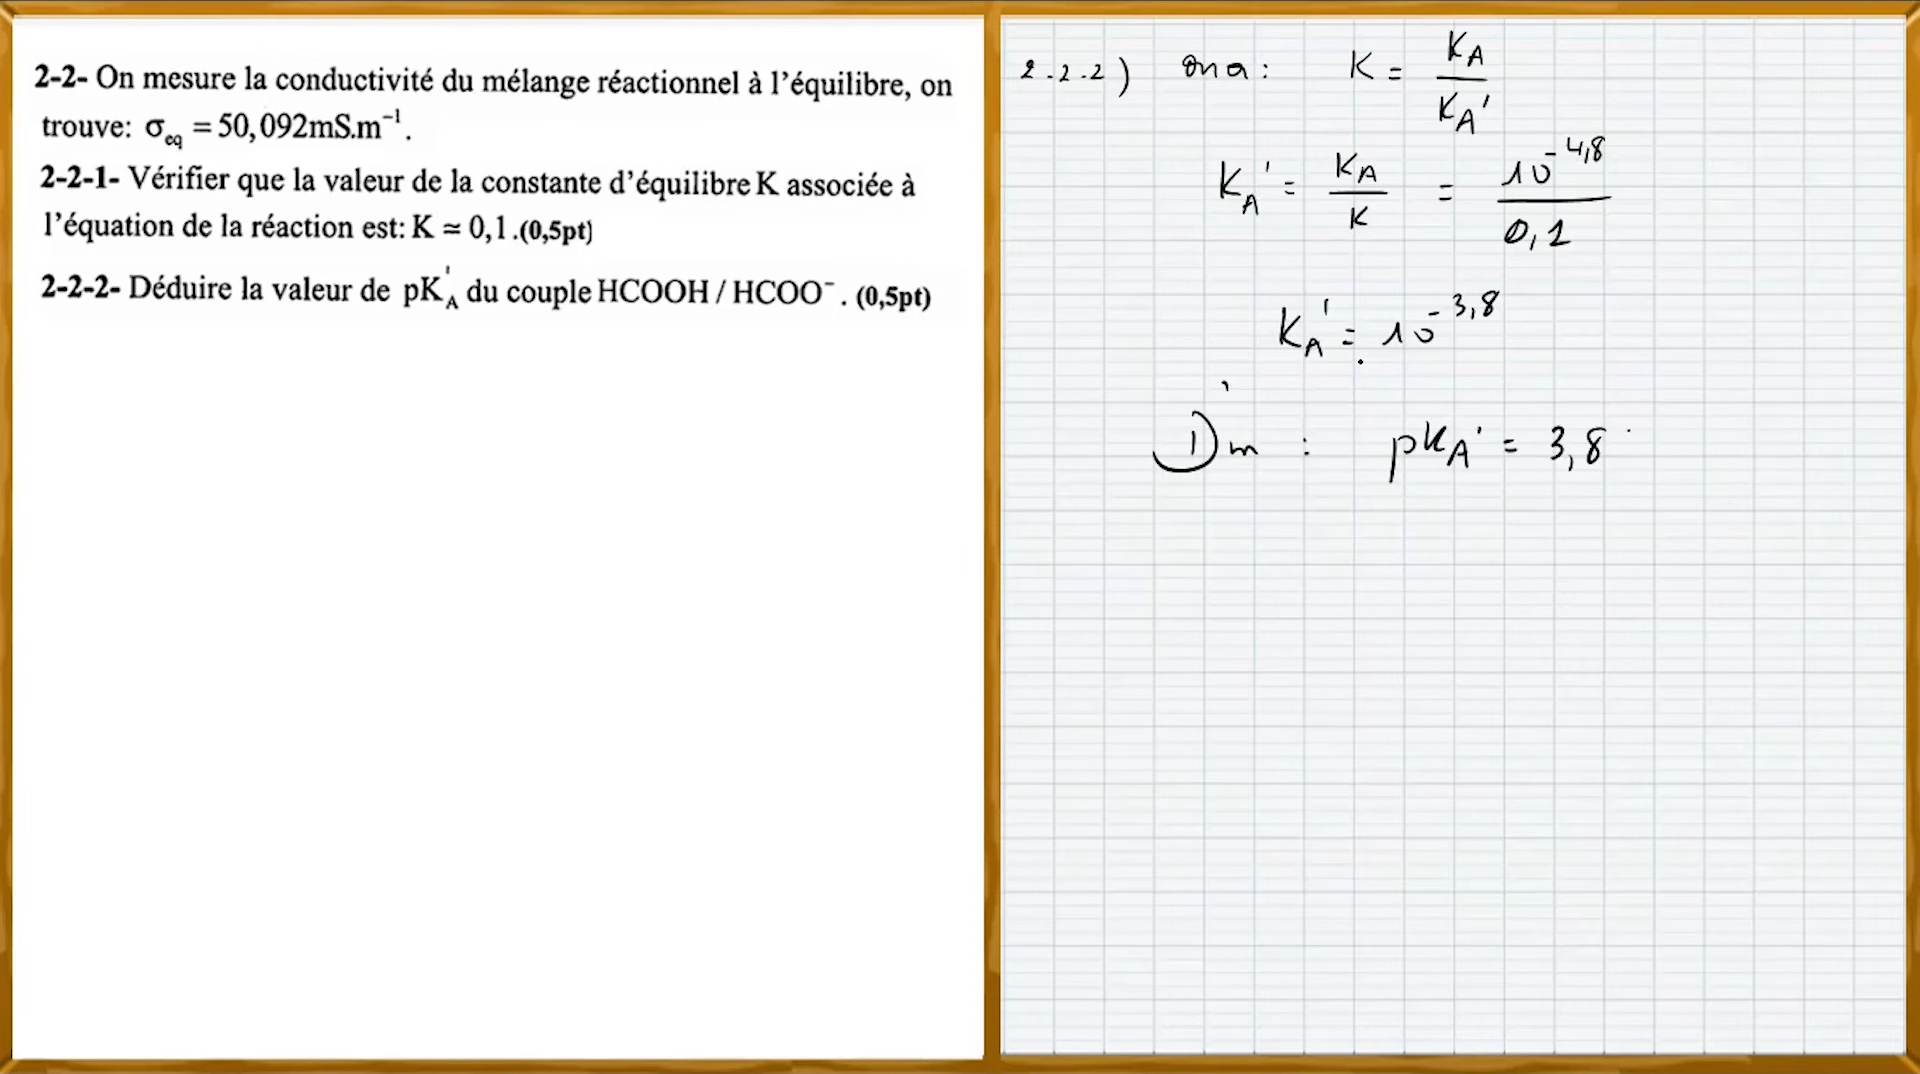 2-2- On mesure la conductivité du mélange réactionnel à l'équilibre, on
trouve: σeq = 50,092mS.m⁻¹.
2-2-1- Vérifier que la valeur de la constante d'équilibre K associée à
l'équation de la réaction est: K ≃ 0,1.(0,5pt)
2-2-2- Déduire la valeur de pK'A du couple HCOOH / HCOO⁻. (0,5pt)
2-2-2) on a: K = KA / KA'
KA' = KA / K = 10^-4,8 / 0,1
KA' = 10^-3,8
Dm : pKA' = 3,8